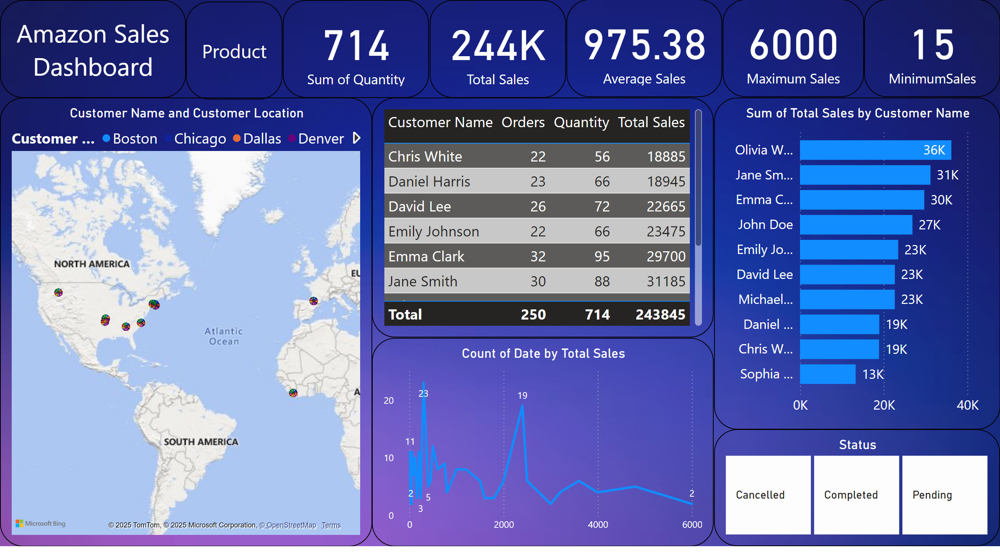 Amazon Sales
Dashboard
Product
714
Sum of Quantity
244K
Total Sales
975.38
Average Sales
6000
Maximum Sales
15
MinimumSales
Customer Name and Customer Location
Customer ... Boston Chicago Dallas Denver
NORTH AMERICA
EU
Atlantic
Ocean
A
SOUTH AMERICA
Microsoft Bing
© 2025 TomTom, © 2025 Microsoft Corporation, © OpenStreetMap Terms
Customer Name Orders Quantity Total Sales
Chris White 22 56 18885
Daniel Harris 23 66 18945
David Lee 26 72 22665
Emily Johnson 22 66 23475
Emma Clark 32 95 29700
Jane Smith 30 88 31185
Total 250 714 243845
Count of Date by Total Sales
23
19
20
11
10
2
5
3
2
0
0 2000 4000 6000
Sum of Total Sales by Customer Name
Olivia W... 36K
Jane Sm... 31K
Emma C... 30K
John Doe 27K
Emily Jo... 23K
David Lee 23K
Michael... 23K
Daniel ... 19K
Chris W... 19K
Sophia ... 13K
0K 20K 40K
Status
Cancelled
Completed
Pending